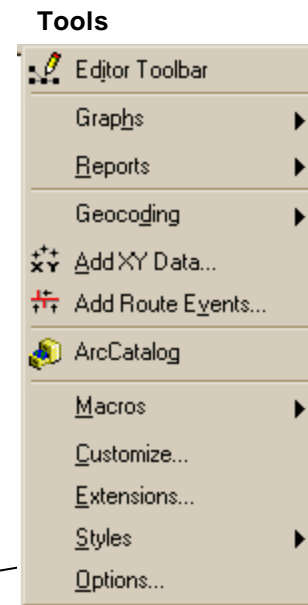 Tools
Editor Toolbar
Graphs
Reports
Geocoding
Add XY Data...
Add Route Events...
ArcCatalog
Macros
Customize...
Extensions...
Styles
Options...